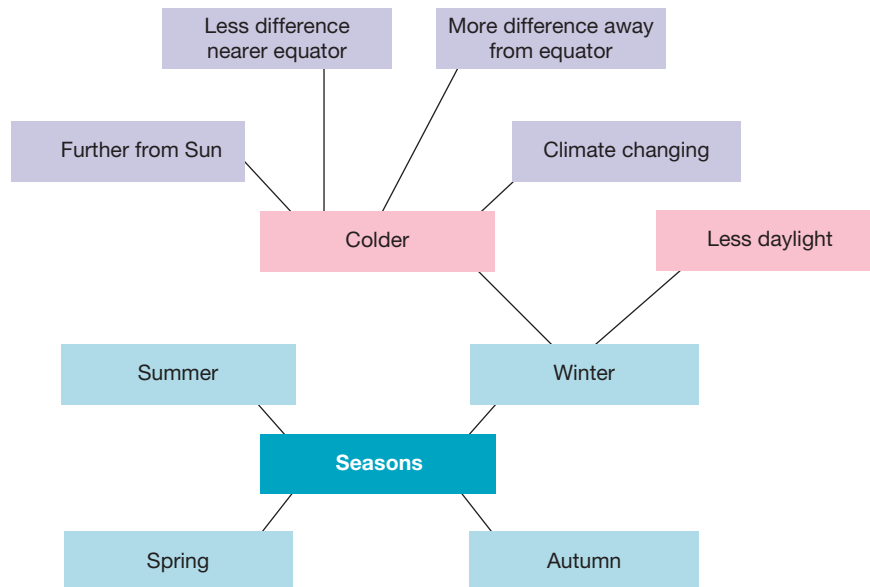 Less difference
nearer equator
More difference away
from equator
Further from Sun
Climate changing
Colder
Less daylight
Summer
Winter
Seasons
Spring
Autumn